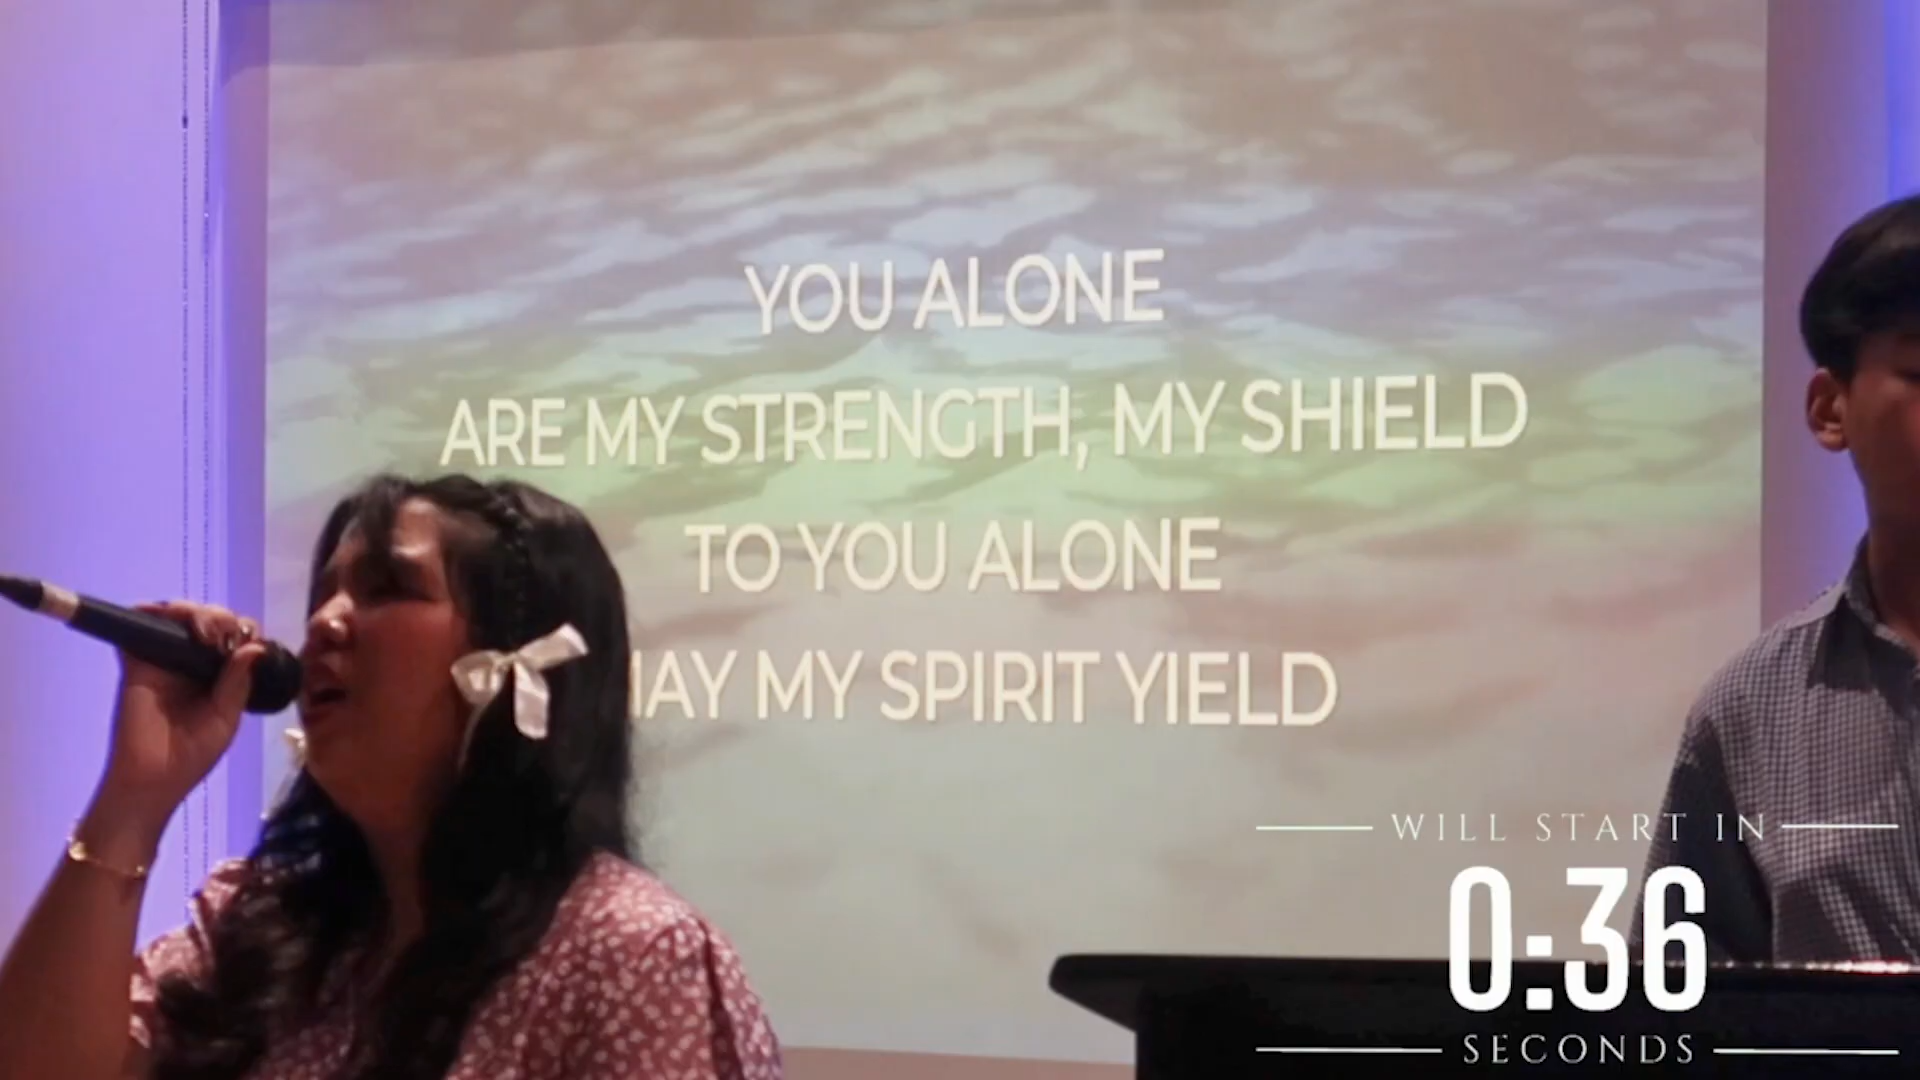 YOU ALONE
ARE MY STRENGTH, MY SHIELD
TO YOU ALONE
MY SPIRIT YIELD
WILL START IN
0:36
SECONDS